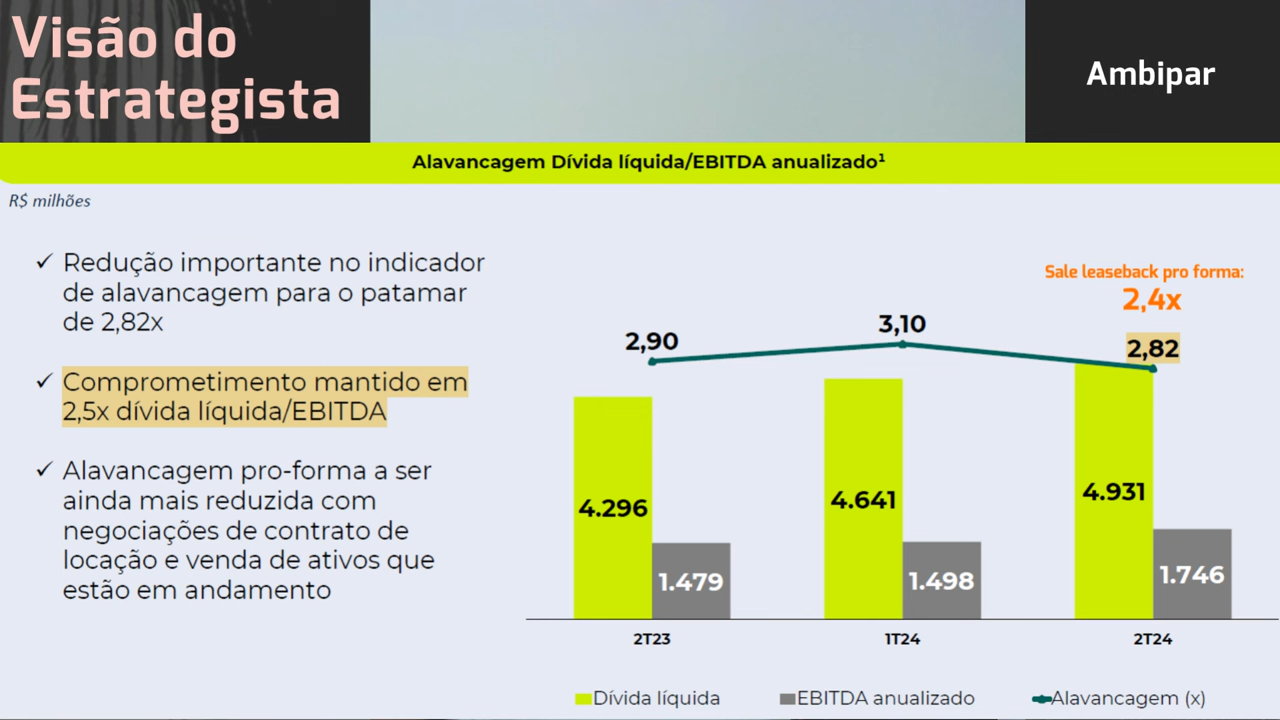 Visão do
Estrategista
Ambipar
Alavancagem Dívida líquida/EBITDA anualizado¹
R$ milhões
✓ Redução importante no indicador
de alavancagem para o patamar
de 2,82x
✓ Comprometimento mantido em
2,5x dívida líquida/EBITDA
✓ Alavancagem pro-forma a ser
ainda mais reduzida com
negociações de contrato de
locação e venda de ativos que
estão em andamento
Sale leaseback pro forma:
2,4x
2,90
3,10
2,82
4.296
1.479
4.641
1.498
4.931
1.746
2T23
1T24
2T24
Dívida líquida
EBITDA anualizado
Alavancagem (x)